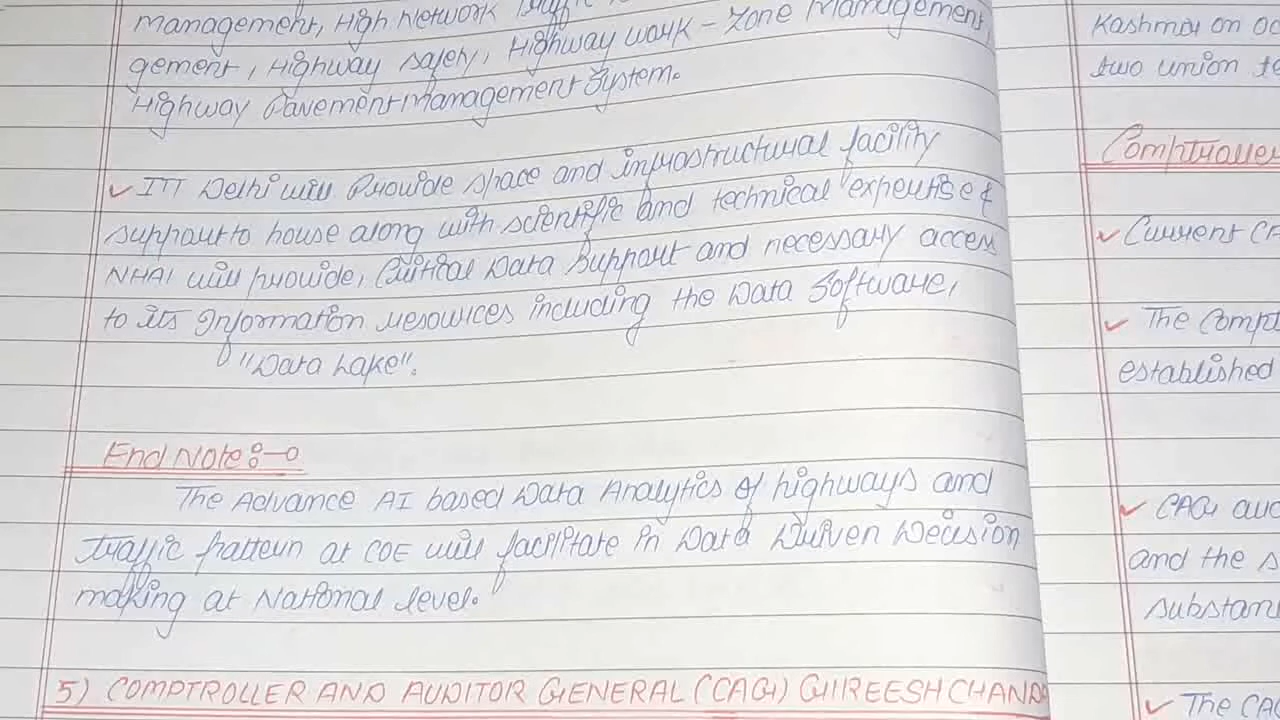 management, High Network Traffic
gement, Highway safety, Highway work - Zone Management,
Highway Pavement Management System.
✓ IIT Delhi will Provide space and infrastructural facility
support to house along with scientific and technical expertise &
NHAI will provide, Critical Data Support and necessary access
to its Information resources including the Data Software,
"Data Lake".
End Note:-
The Advance AI based Data Analytics of highways and
traffic pattern at COE will facilitate in Data Driven Decision
making at National level.
5) COMPTROLLER AND AUDITOR GENERAL (CAG) GIREESH CHAND
Kashmir on
two union
Comptroller
✓ Current
✓ The Compt
established
✓ CAG aud
and the s
substan
✓ The CAG